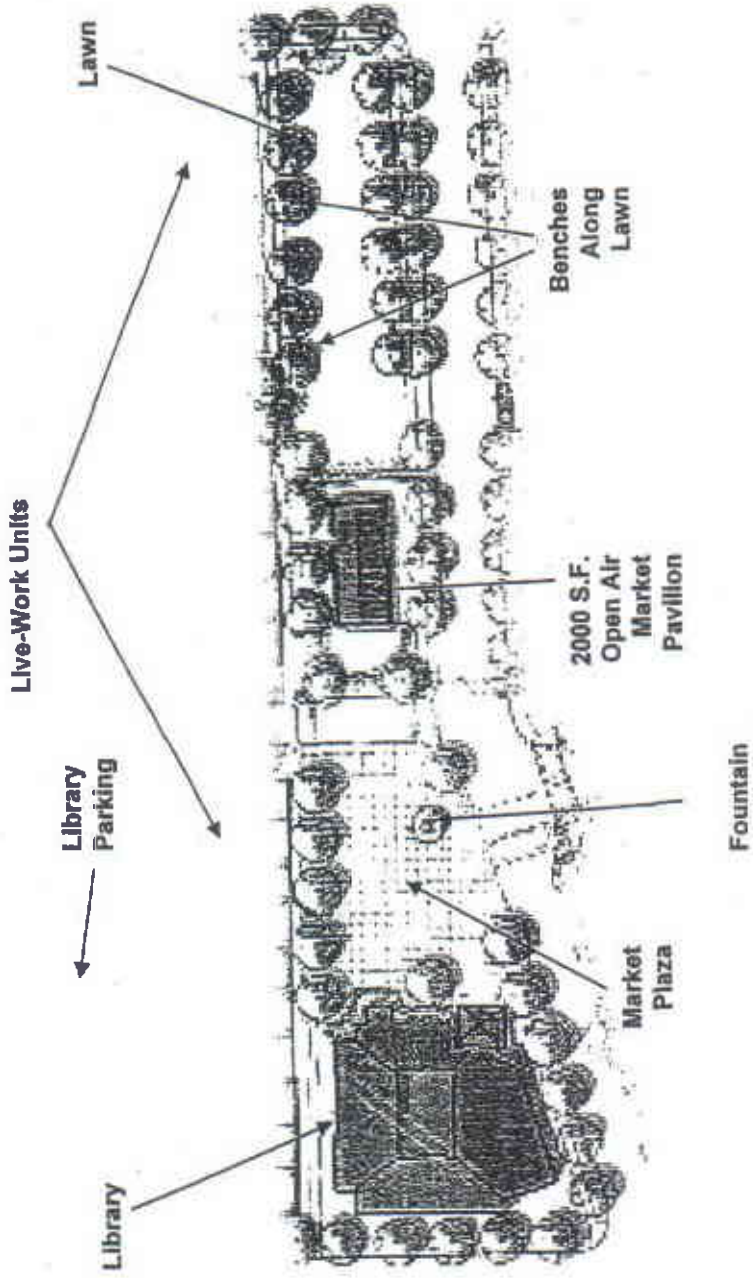 Live-Work Units
Library
Parking
Lawn
Library
Benches
Along
Lawn
2000 S.F.
Open Air
Market
Pavilion
Market
Plaza
Fountain